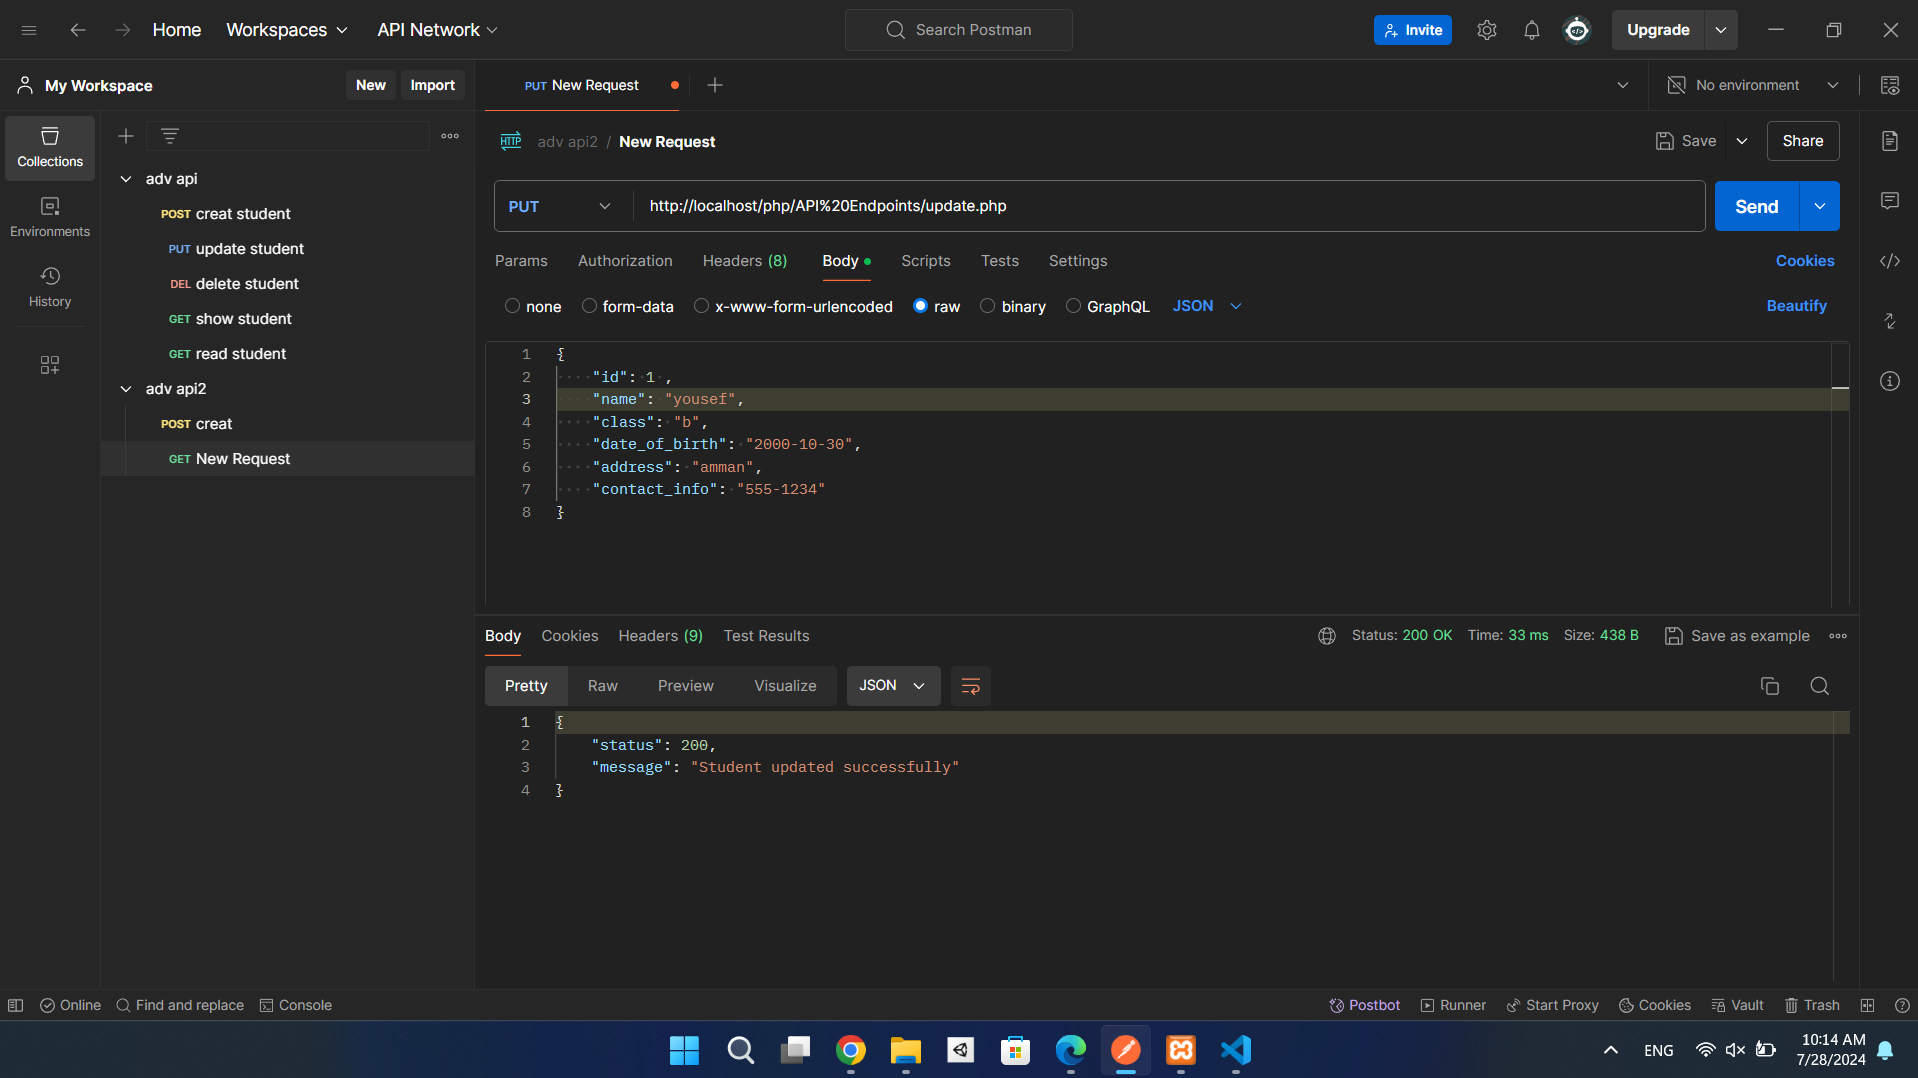 Home Workspaces API Network Search Postman Invite Upgrade
My Workspace New Import PUT New Request No environment
Collections
Environments
History
adv api
POST creat student
PUT update student
DEL delete student
GET show student
GET read student
adv api2
POST creat
GET New Request
HTTP adv api2 / New Request Save Share
PUT http://localhost/php/API%20Endpoints/update.php Send
Params Authorization Headers (8) Body Scripts Tests Settings Cookies
none form-data x-www-form-urlencoded raw binary GraphQL JSON Beautify
1 {
2 "id": 1 ,
3 "name": "yousef",
4 "class": "b",
5 "date_of_birth": "2000-10-30",
6 "address": "amman",
7 "contact_info": "555-1234"
8 }
Body Cookies Headers (9) Test Results Status: 200 OK Time: 33 ms Size: 438 B Save as example
Pretty Raw Preview Visualize JSON
1 {
2 "status": 200,
3 "message": "Student updated successfully"
4 }
Online Find and replace Console Postbot Runner Start Proxy Cookies Vault Trash
ENG 10:14 AM
7/28/2024